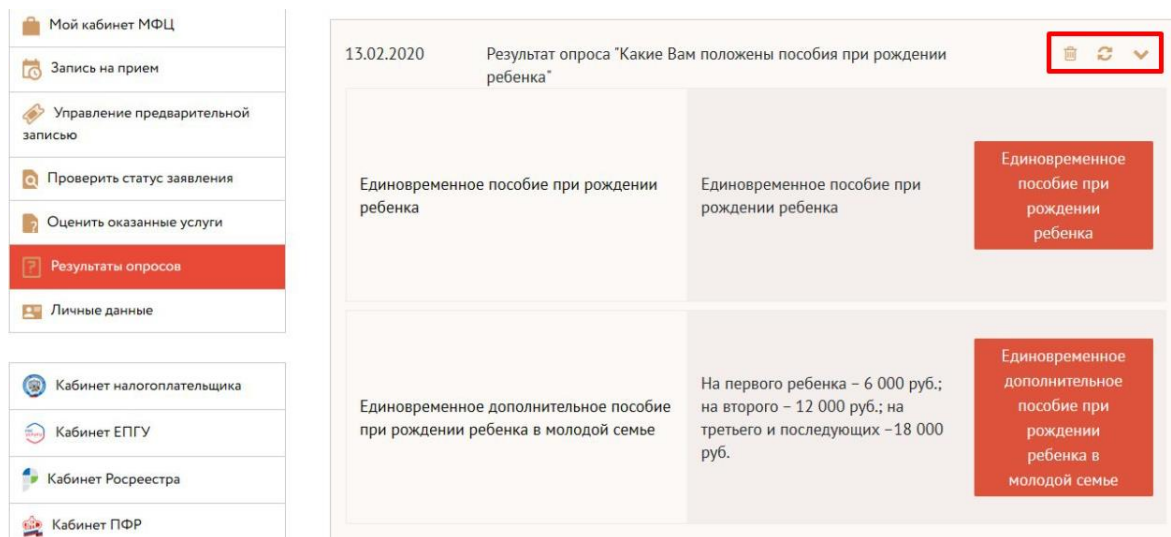 Мой кабинет МФЦ
Запись на прием
Управление предварительной
записью
Проверить статус заявления
Оценить оказанные услуги
Результаты опросов
Личные данные
Кабинет налогоплательщика
Кабинет ЕПГУ
Кабинет Росреестра
Кабинет ПФР
13.02.2020 Результат опроса "Какие Вам положены пособия при рождении
ребенка"
Единовременное пособие при рождении
ребенка
Единовременное пособие при
рождении ребенка
Единовременное
пособие при
рождении
ребенка
Единовременное дополнительное пособие
при рождении ребенка в молодой семье
На первого ребенка – 6 000 руб.;
на второго – 12 000 руб.; на
третьего и последующих –18 000
руб.
Единовременное
дополнительное
пособие при
рождении
ребенка в
молодой семье